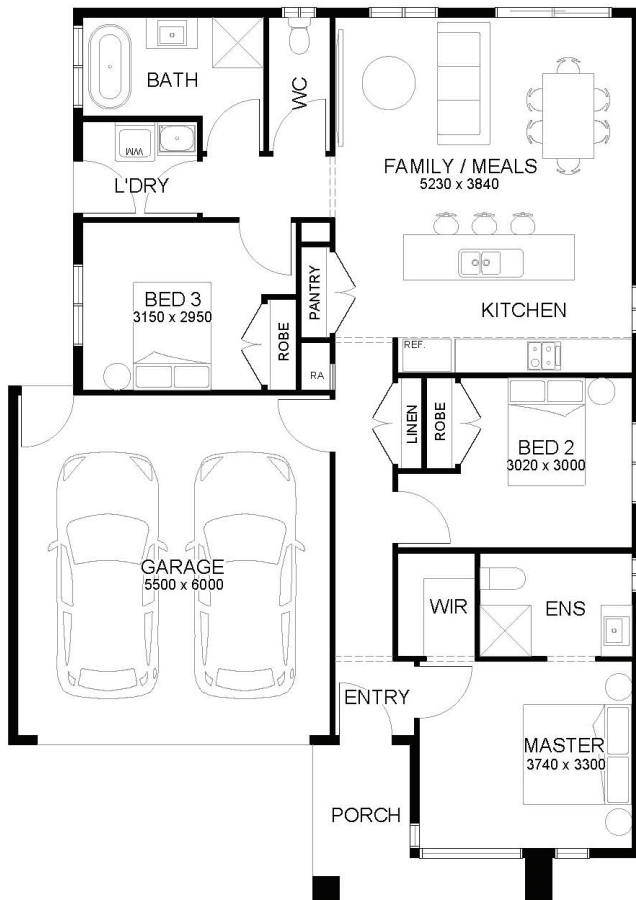 BATH
WC
WM
L'DRY
FAMILY / MEALS
5230 x 3840
BED 3
3150 x 2950
ROBE
PANTRY
KITCHEN
REF.
RA
LINEN
ROBE
BED 2
3020 x 3000
GARAGE
5500 x 6000
WIR
ENS
ENTRY
MASTER
3740 x 3300
PORCH